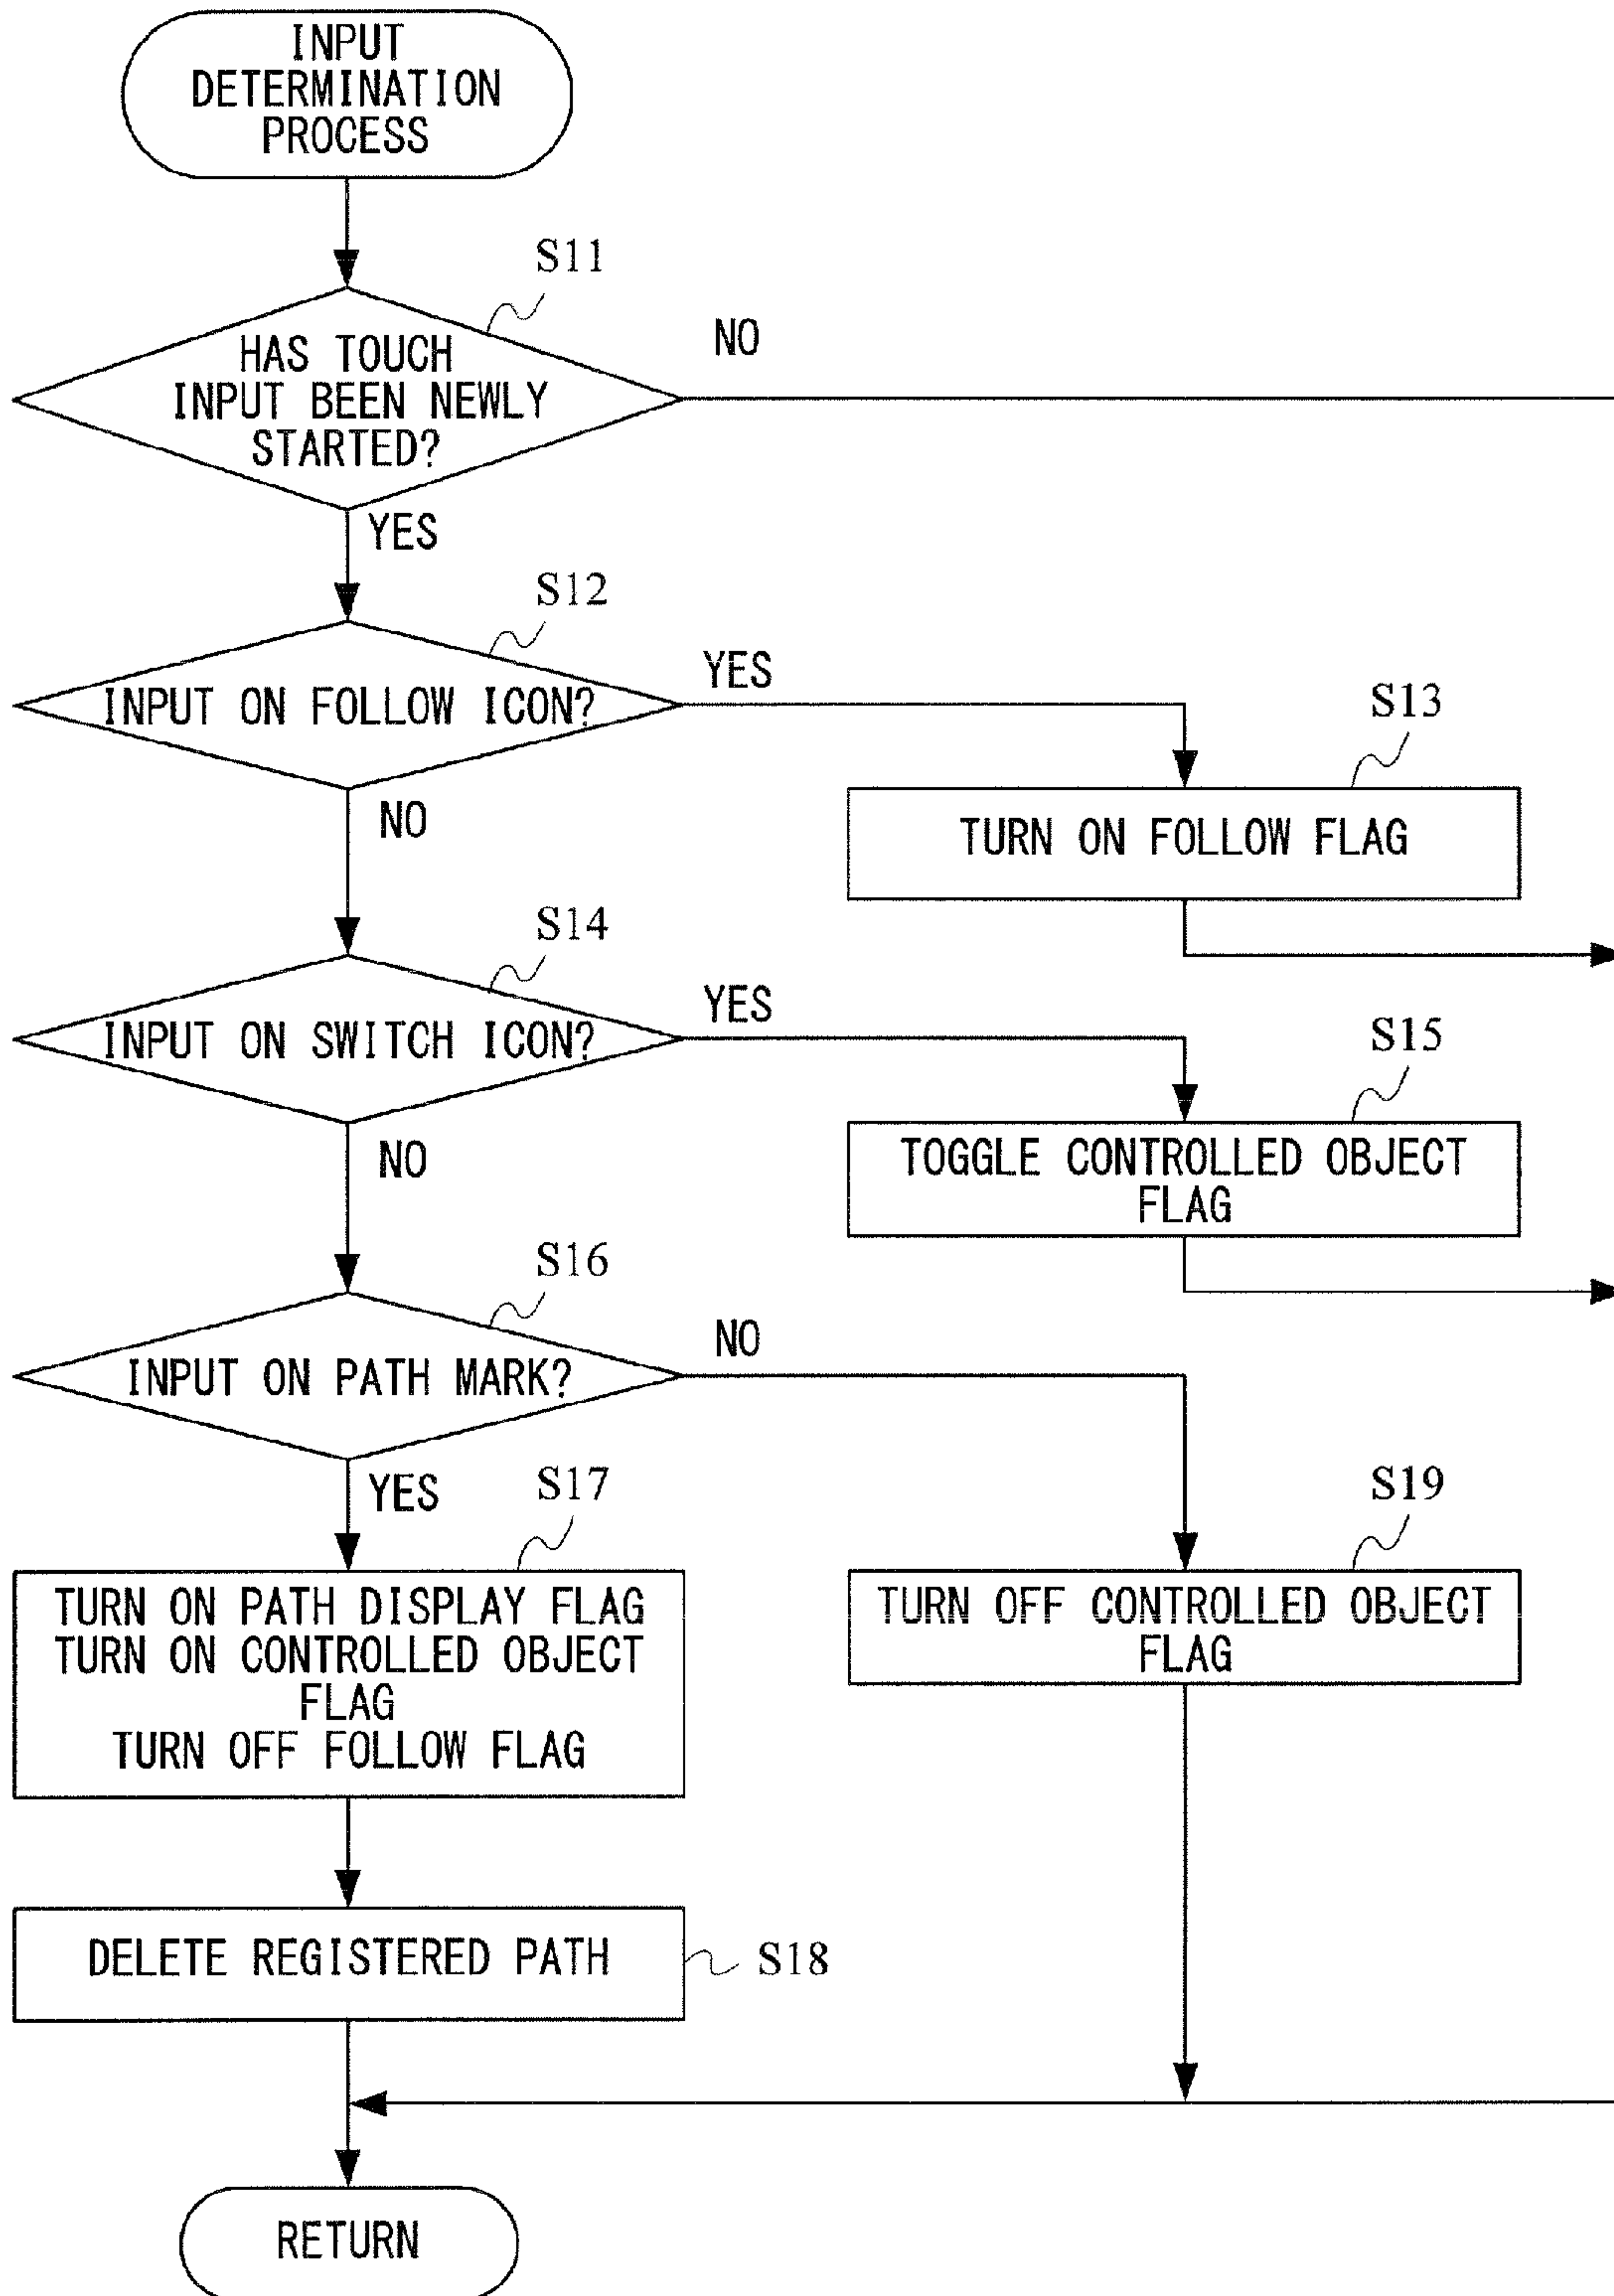 INPUT
DETERMINATION
PROCESS
S11
HAS TOUCH
INPUT BEEN NEWLY
STARTED?
NO
YES
S12
INPUT ON FOLLOW ICON?
YES
NO
S13
TURN ON FOLLOW FLAG
S14
INPUT ON SWITCH ICON?
YES
NO
S15
TOGGLE CONTROLLED OBJECT
FLAG
S16
INPUT ON PATH MARK?
NO
YES
S17
TURN ON PATH DISPLAY FLAG
TURN ON CONTROLLED OBJECT
FLAG
TURN OFF FOLLOW FLAG
S19
TURN OFF CONTROLLED OBJECT
FLAG
DELETE REGISTERED PATH
S18
RETURN